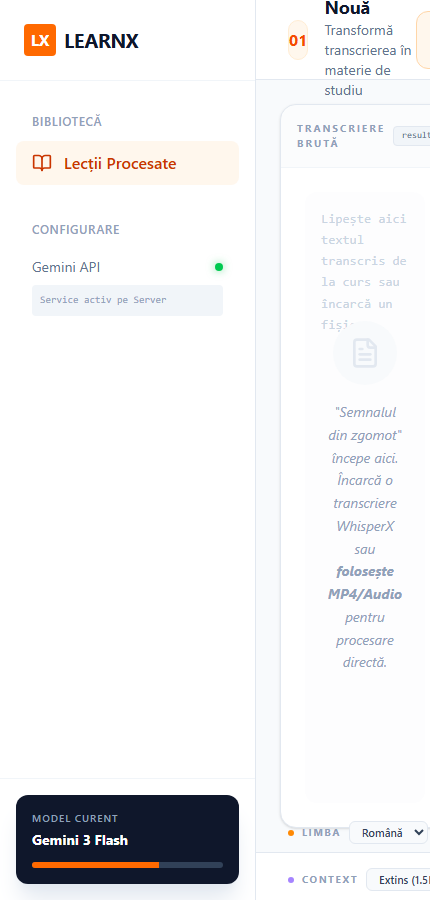 LX LEARNX
BIBLIOTECĂ
Lecții Procesate
CONFIGURARE
Gemini API
Service activ pe Server
MODEL CURENT
Gemini 3 Flash
01
Nouă
Transformă
transcrierea în
materie de
studiu
TRANSCRIERE
BRUTĂ
result
Lipește aici
textul
transcris de
la curs sau
încarcă un
"Semnalul
din zgomot"
începe aici.
Încarcă o
transcriere
WhisperX
sau
folosește
MP4/Audio
pentru
procesare
directă.
LIMBA Română
CONTEXT Extins (1.5